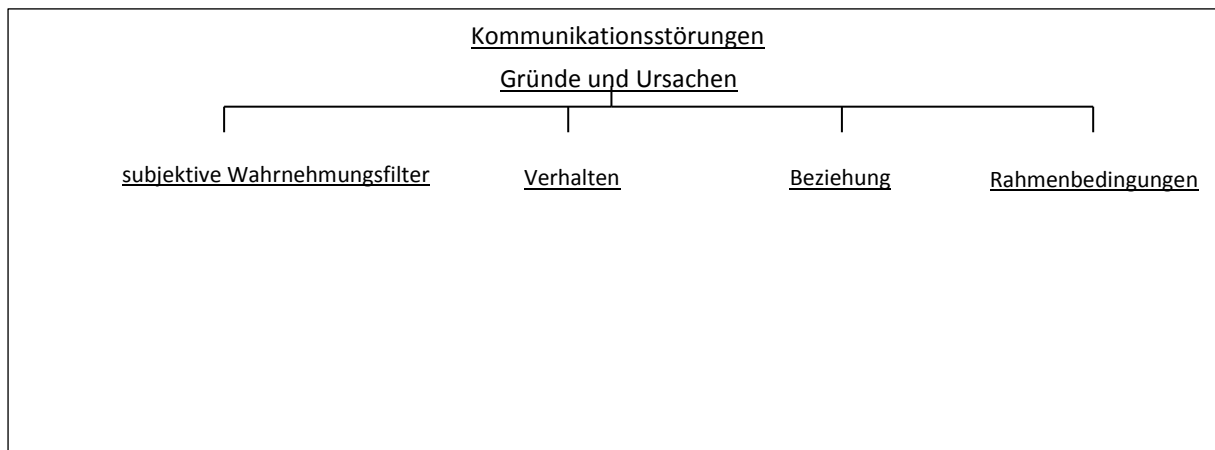 Kommunikationsstörungen
Gründe und Ursachen
subjektive Wahrnehmungsfilter
Verhalten
Beziehung
Rahmenbedingungen